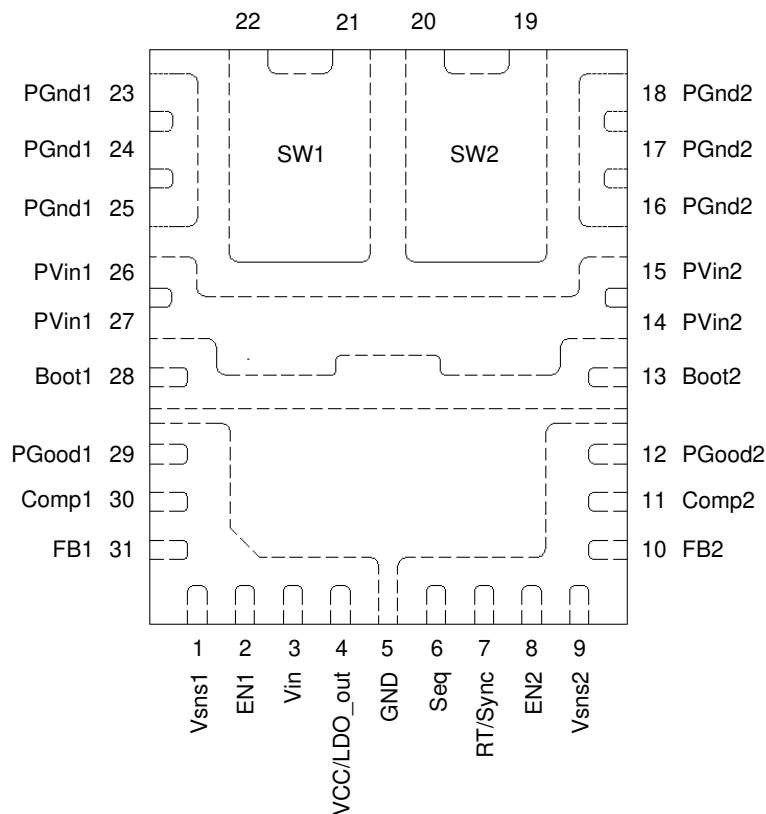 22 21 20 19
PGnd1 23
18 PGnd2
PGnd1 24
17 PGnd2
SW1 SW2
PGnd1 25
16 PGnd2
PVin1 26
15 PVin2
PVin1 27
14 PVin2
Boot1 28
13 Boot2
PGood1 29
12 PGood2
Comp1 30
11 Comp2
FB1 31
10 FB2
1 2 3 4 5 6 7 8 9
Vsns1
EN1
Vin
VCC/LDO_out
GND
Seq
RT/Sync
EN2
Vsns2